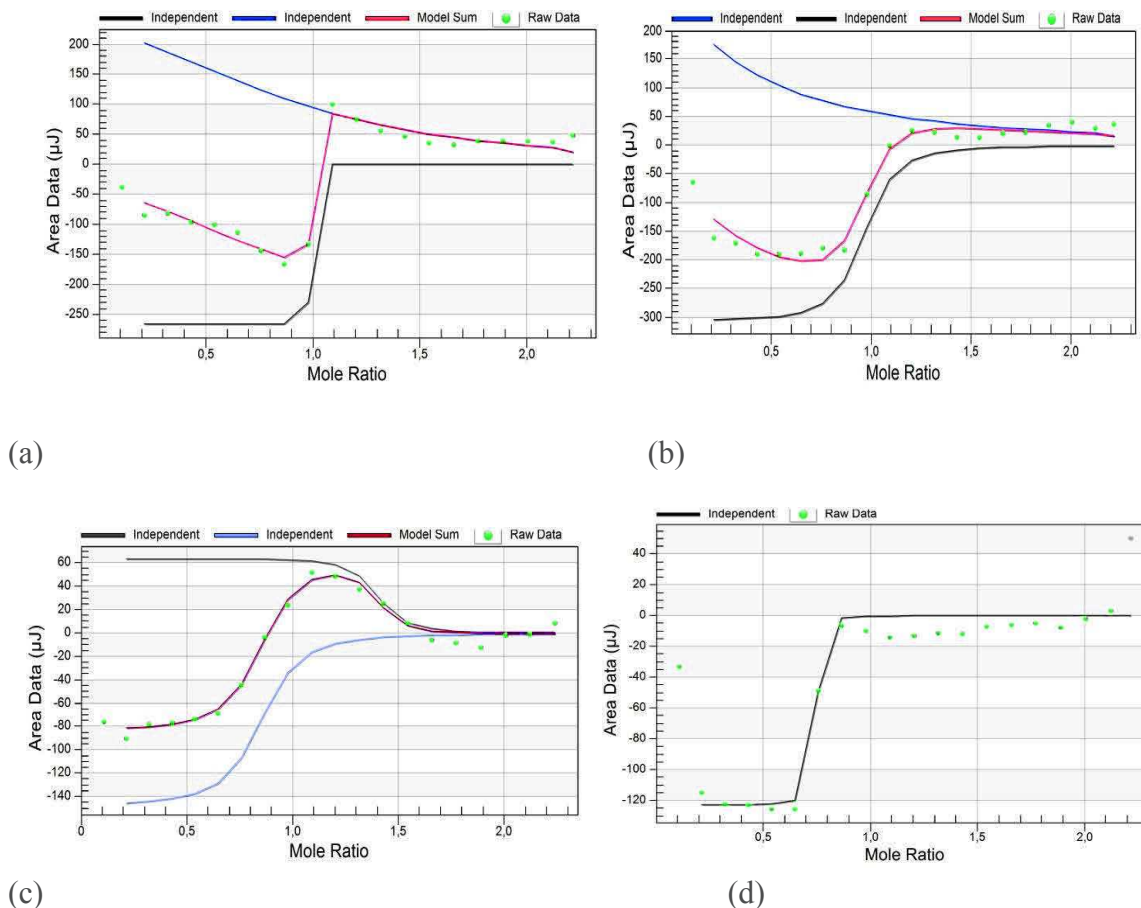 Independent Independent Model Sum Raw Data
200
150
100
50
0
-50
-100
-150
-200
-250
Area Data (µJ)
0,5 1,0 1,5 2,0
Mole Ratio
(a)
Independent Independent Model Sum Raw Data
200
150
100
50
0
-50
-100
-150
-200
-250
-300
Area Data (µJ)
0,5 1,0 1,5 2,0
Mole Ratio
(b)
Independent Independent Model Sum Raw Data
60
40
20
0
-20
-40
-60
-80
-100
-120
-140
Area Data (µJ)
0 0,5 1,0 1,5 2,0
Mole Ratio
(c)
Independent Raw Data
40
20
0
-20
-40
-60
-80
-100
-120
Area Data (µJ)
0,5 1,0 1,5 2,0
Mole Ratio
(d)